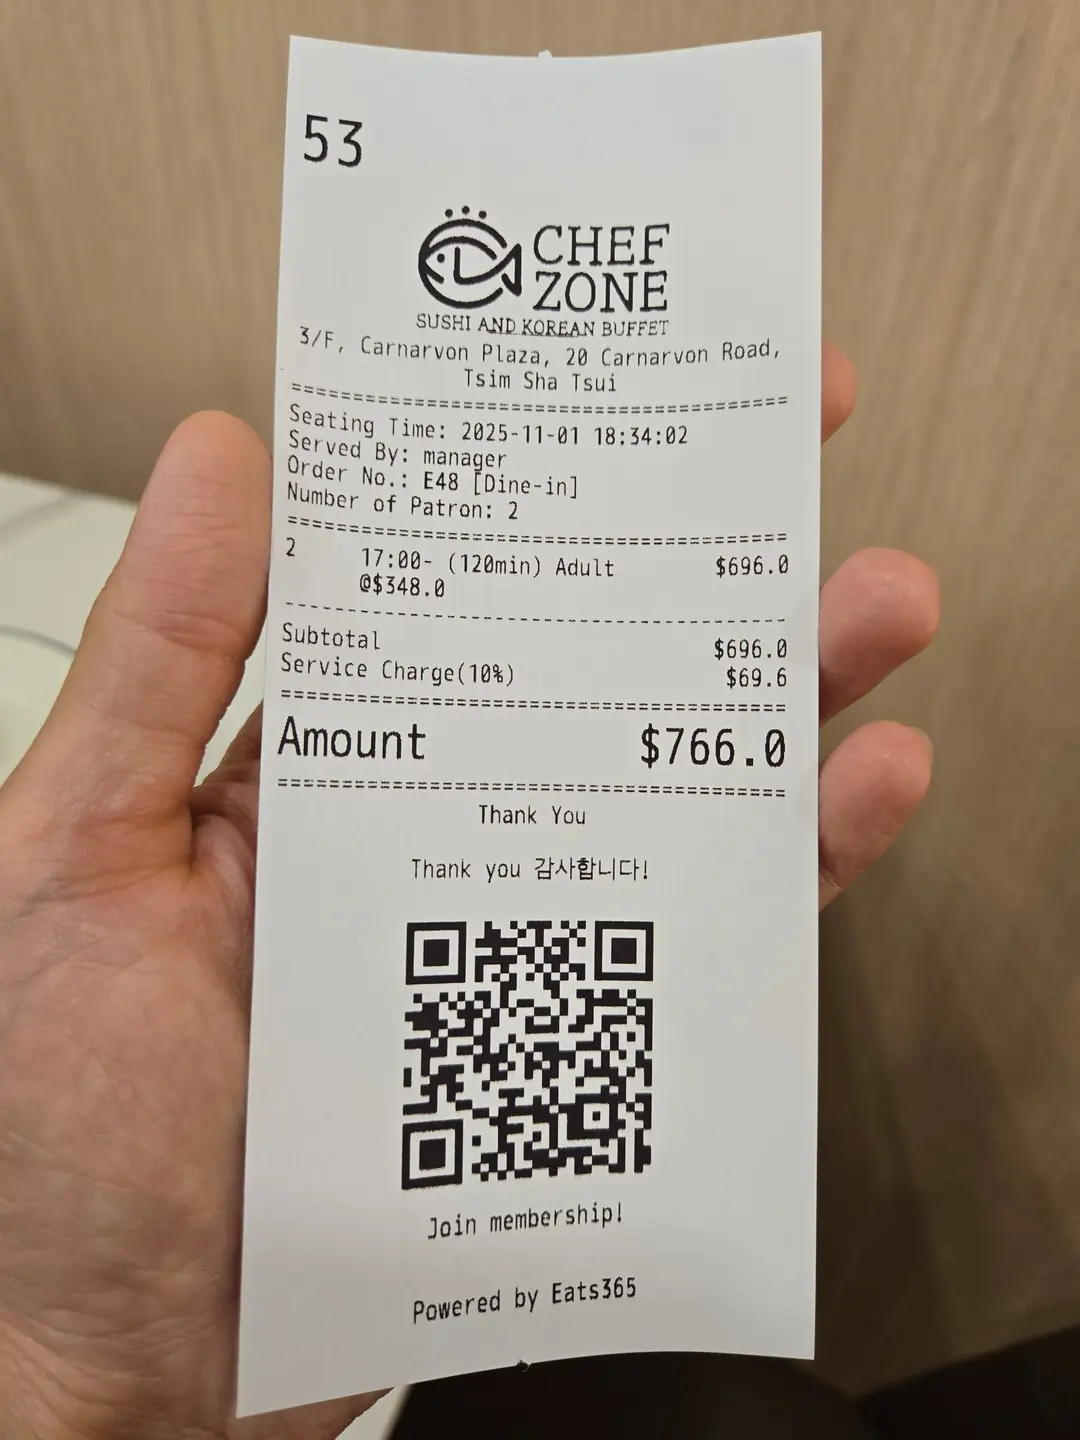 53
CHEF
ZONE
SUSHI AND KOREAN BUFFET
3/F, Carnarvon Plaza, 20 Carnarvon Road,
Tsim Sha Tsui
========================================
Seating Time: 2025-11-01 18:34:02
Served By: manager
Order No.: E48 [Dine-in]
Number of Patron: 2
========================================
2 17:00- (120min) Adult $696.0
@$348.0
----------------------------------------
Subtotal $696.0
Service Charge(10%) $69.6
========================================
Amount $766.0
========================================
Thank You
Thank you 감사합니다!
Join membership!
Powered by Eats365